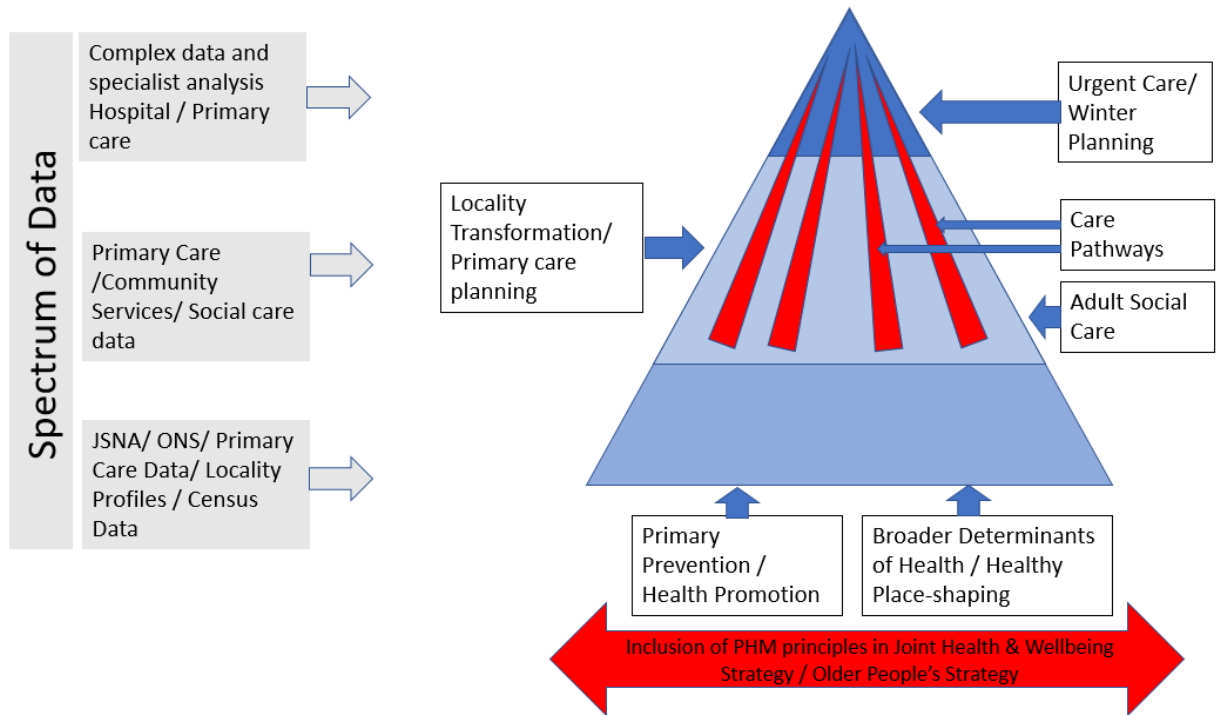 Spectrum of Data
Complex data and
specialist analysis
Hospital / Primary
care
Primary Care
/Community
Services/ Social care
data
JSNA/ ONS/ Primary
Care Data/ Locality
Profiles / Census
Data
Locality
Transformation/
Primary care
planning
Urgent Care/
Winter
Planning
Care
Pathways
Adult Social
Care
Primary
Prevention /
Health Promotion
Broader Determinants
of Health / Healthy
Place-shaping
Inclusion of PHM principles in Joint Health & Wellbeing
Strategy / Older People’s Strategy